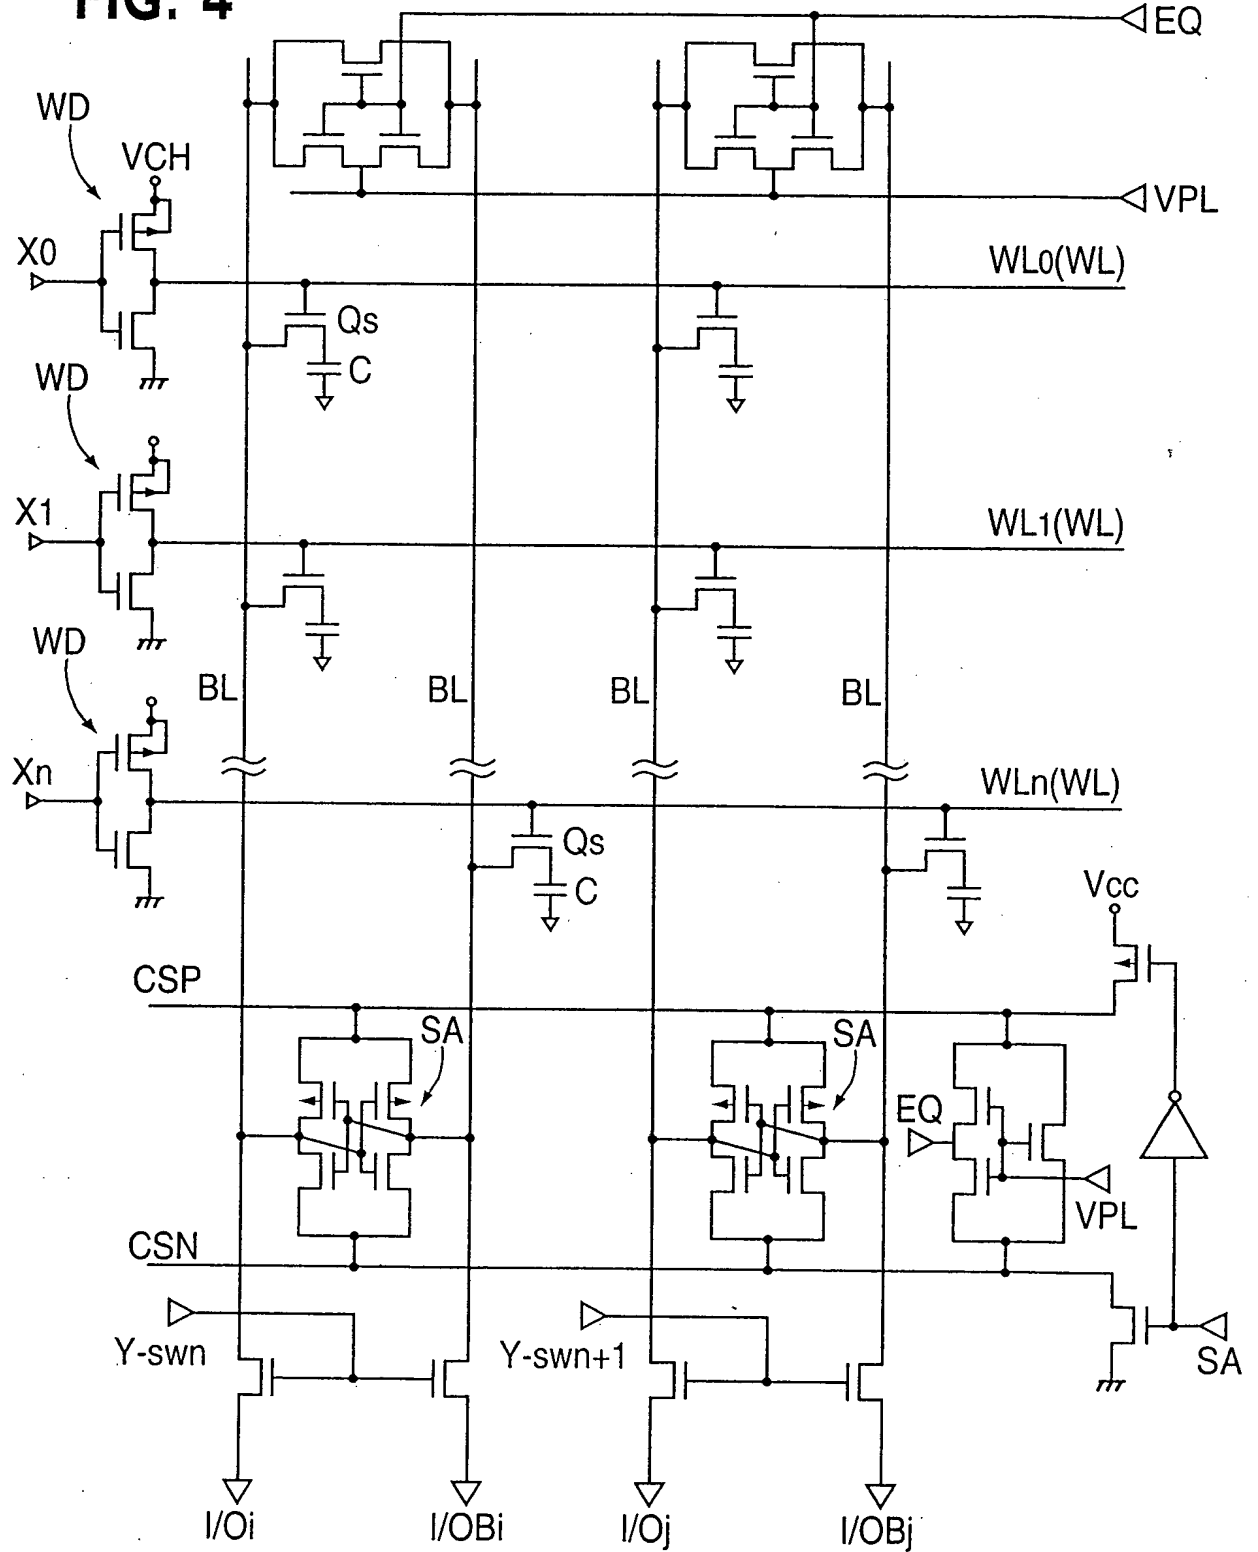 FIG. 4
EQ
WD
VCH
VPL
X0
WL0(WL)
Qs
C
WD
X1
WL1(WL)
WD
BL
BL
BL
BL
Xn
WLn(WL)
Qs
C
Vcc
CSP
SA
SA
EQ
VPL
CSN
Y-swn
Y-swn+1
SA
I/Oi
I/OBi
I/Oj
I/OBj